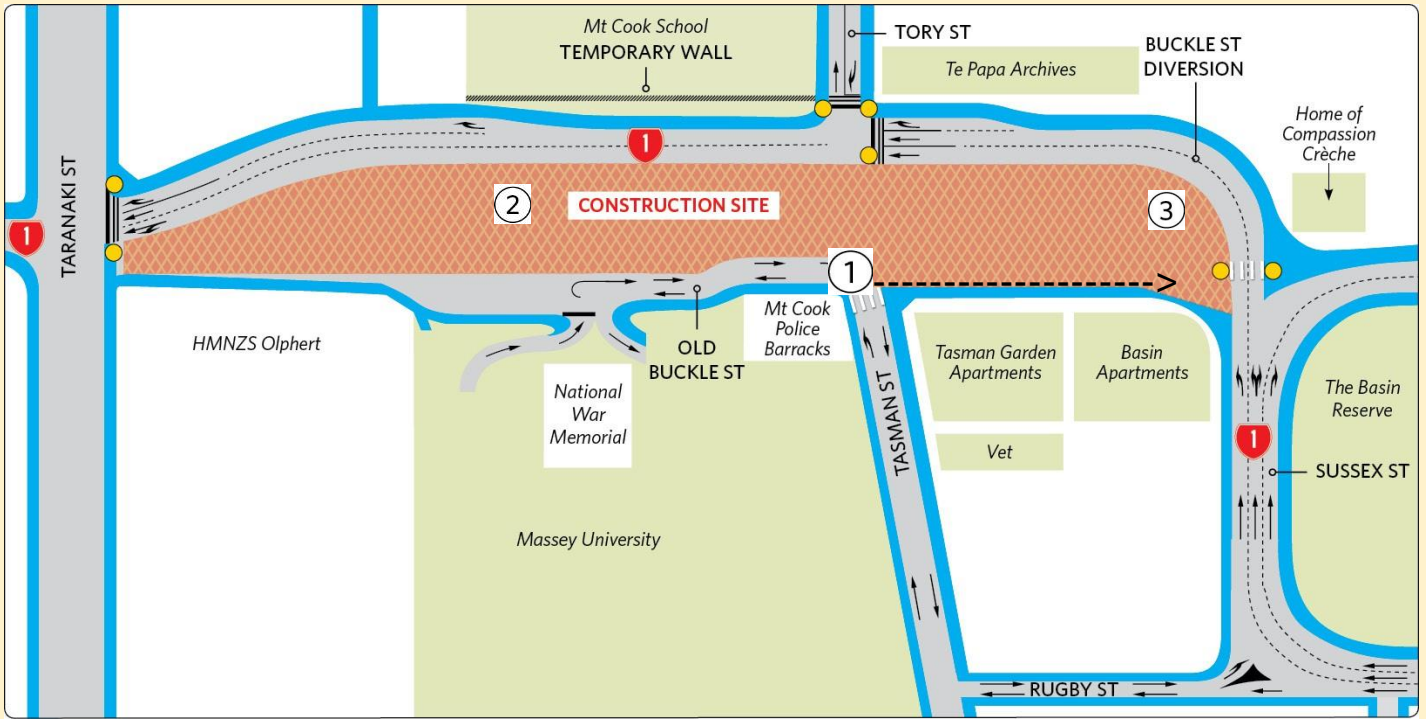 Mt Cook School
TEMPORARY WALL
TORY ST
BUCKLE ST
DIVERSION
Te Papa Archives
Home of
Compassion
Crèche
1
TARANAKI ST
1
2
CONSTRUCTION SITE
3
1
>
HMNZS Olphert
OLD
BUCKLE ST
Mt Cook
Police
Barracks
National
War
Memorial
TASMAN ST
Tasman Garden
Apartments
Basin
Apartments
Vet
The Basin
Reserve
1
SUSSEX ST
Massey University
RUGBY ST